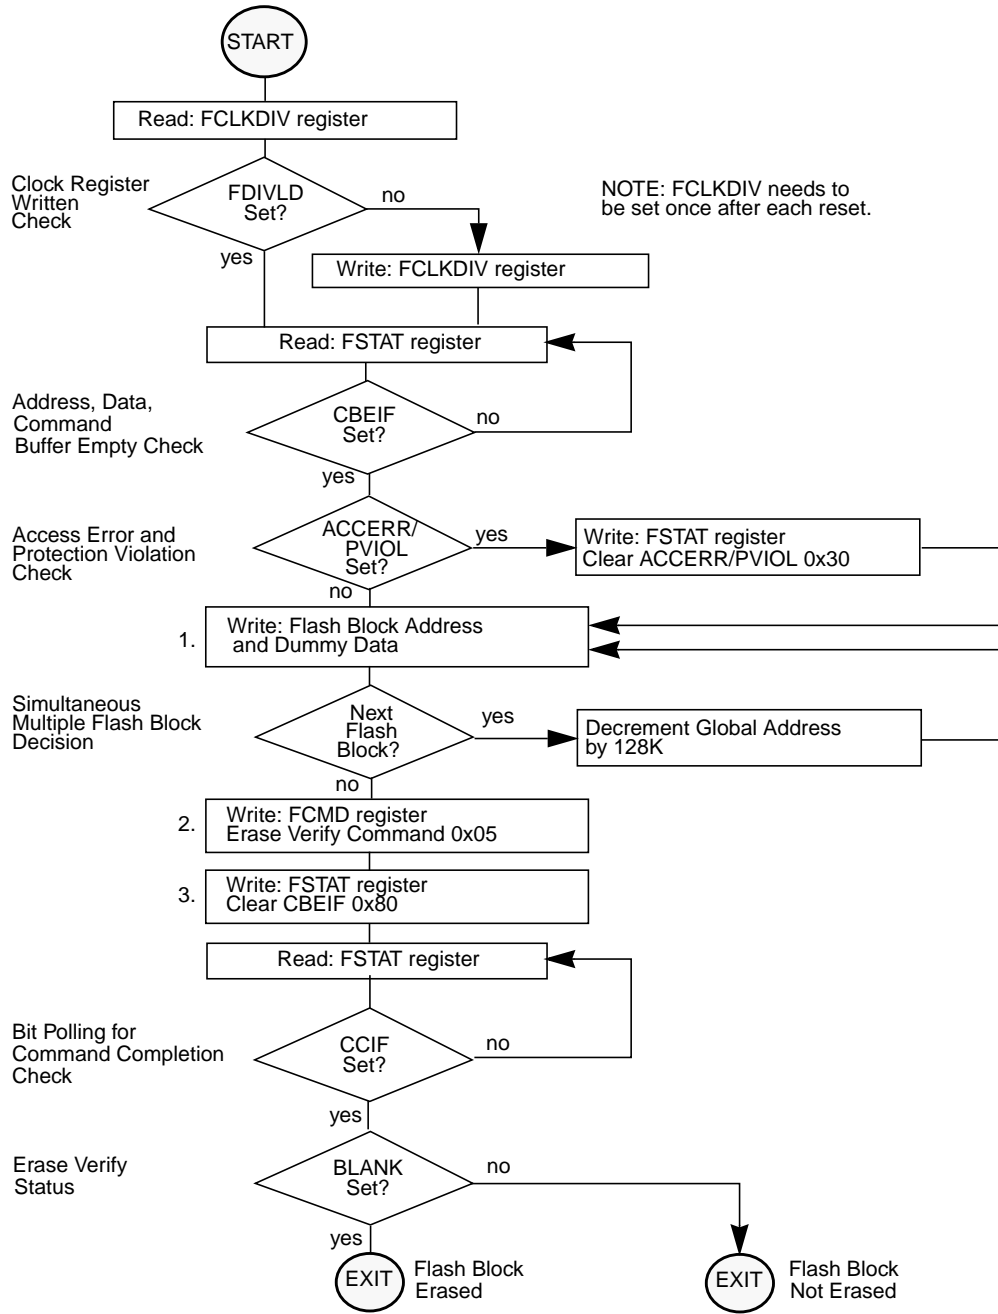 START
Read: FCLKDIV register
Clock Register
Written
Check
FDIVLD
Set?
no
yes
NOTE: FCLKDIV needs to
be set once after each reset.
Write: FCLKDIV register
Read: FSTAT register
Address, Data,
Command
Buffer Empty Check
CBEIF
Set?
no
yes
Access Error and
Protection Violation
Check
ACCERR/
PVIOL
Set?
yes
no
Write: FSTAT register
Clear ACCERR/PVIOL 0x30
1.
Write: Flash Block Address
and Dummy Data
Simultaneous
Multiple Flash Block
Decision
Next
Flash
Block?
yes
no
Decrement Global Address
by 128K
2.
Write: FCMD register
Erase Verify Command 0x05
3.
Write: FSTAT register
Clear CBEIF 0x80
Read: FSTAT register
Bit Polling for
Command Completion
Check
CCIF
Set?
no
yes
Erase Verify
Status
BLANK
Set?
no
yes
EXIT
Flash Block
Erased
EXIT
Flash Block
Not Erased